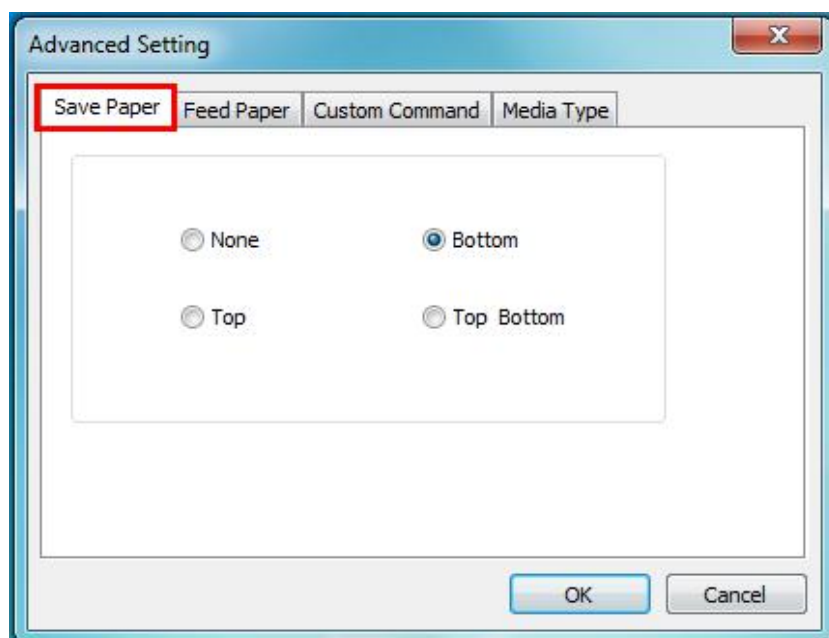 Advanced Setting
Save Paper Feed Paper Custom Command Media Type
None Bottom
Top Top Bottom
OK Cancel